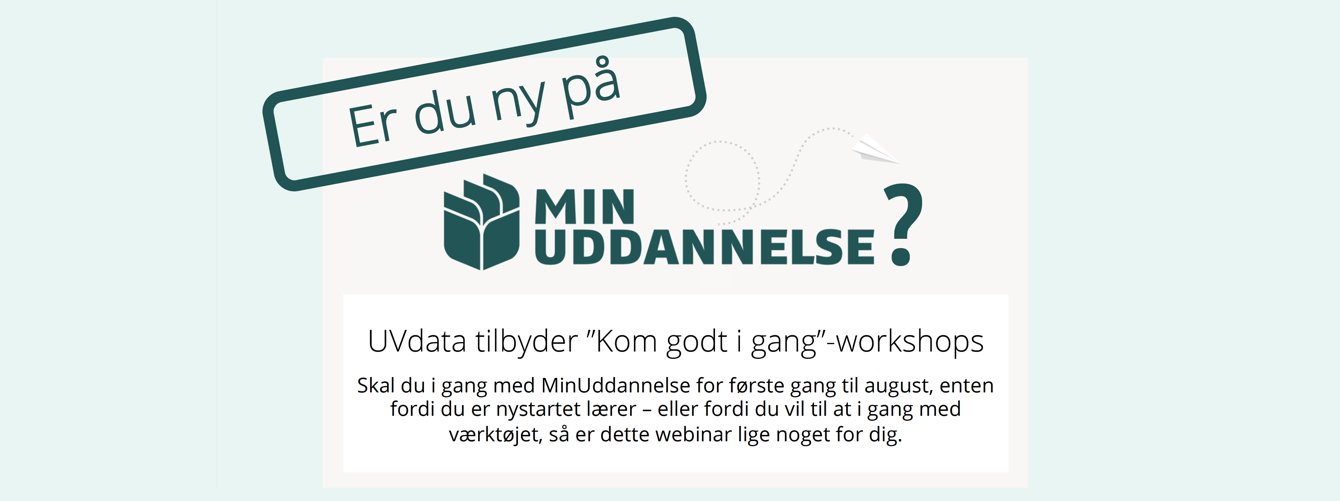 Er du ny på
MIN
UDDANNELSE?
UVdata tilbyder ”Kom godt i gang”-workshops
Skal du i gang med MinUddannelse for første gang til august, enten
fordi du er nystartet lærer – eller fordi du vil til at i gang med
værktøjet, så er dette webinar lige noget for dig.